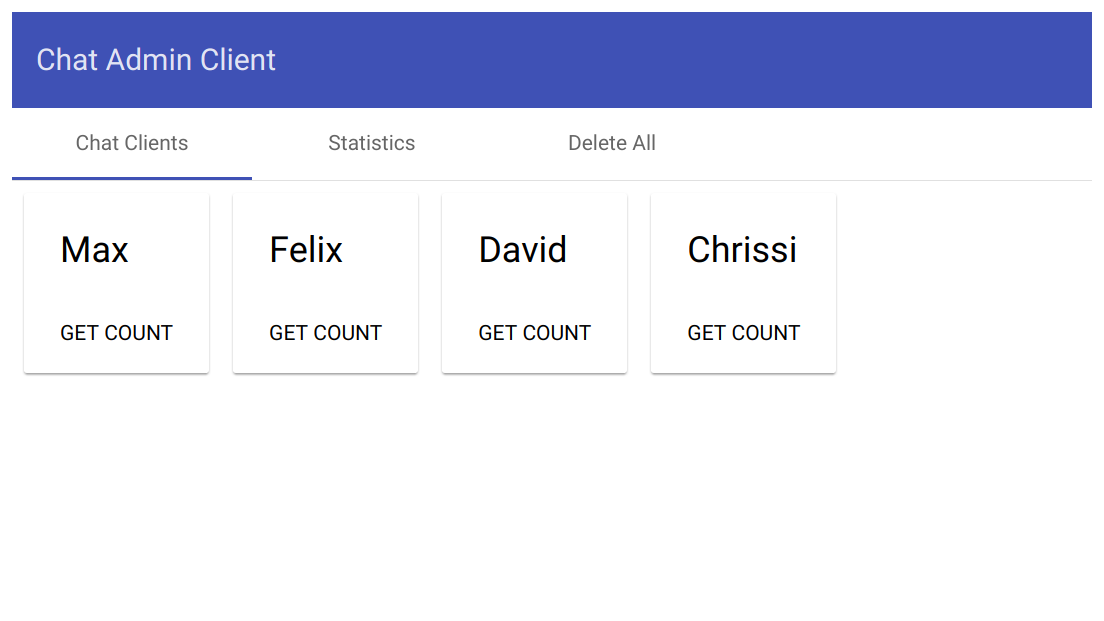 Chat Admin Client
Chat Clients Statistics Delete All
Max Felix David Chrissi
GET COUNT GET COUNT GET COUNT GET COUNT